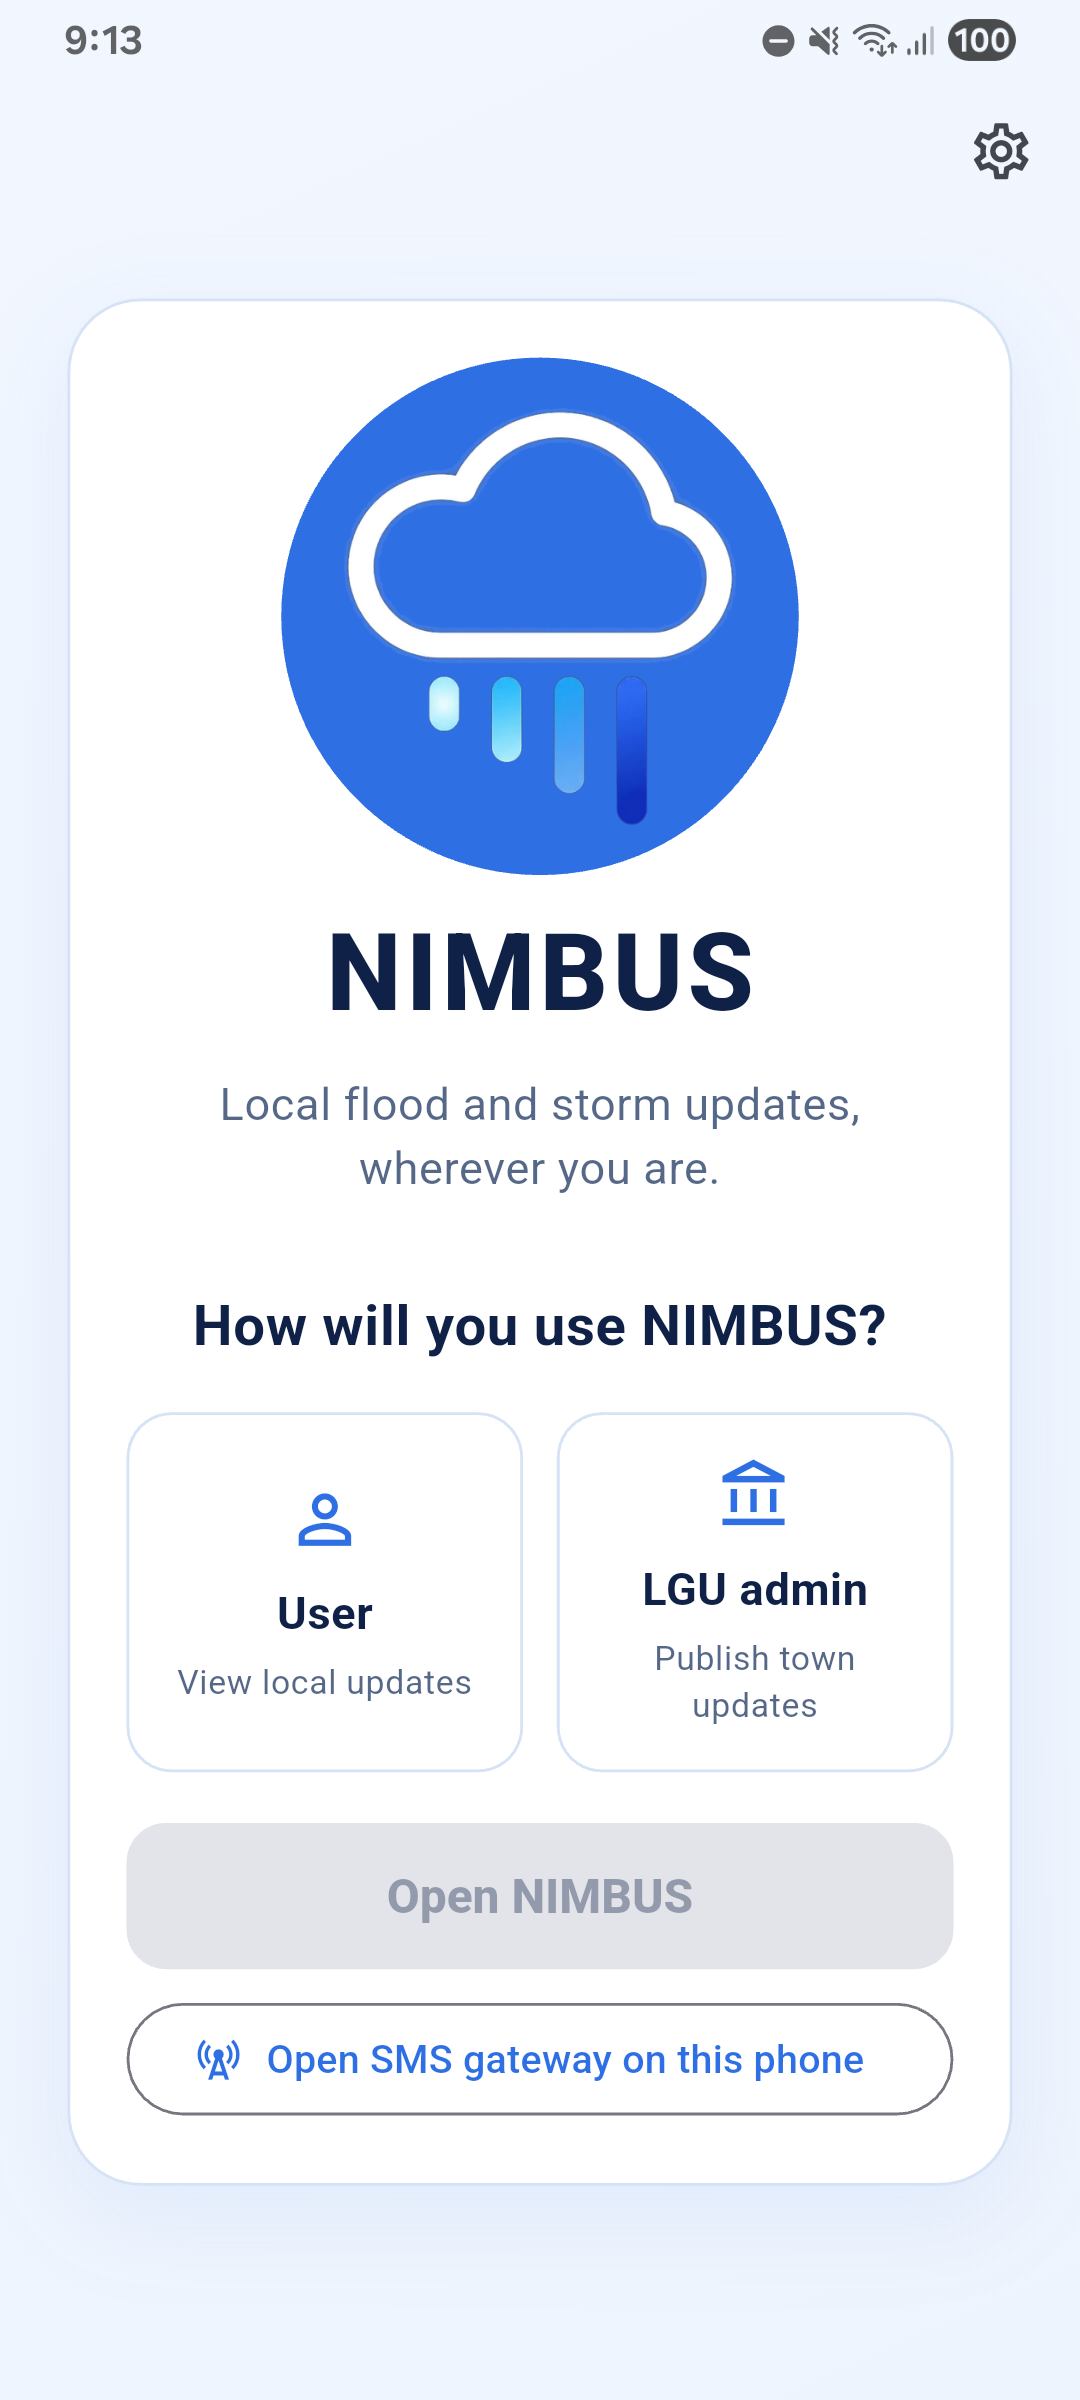 9:13
100
NIMBUS
Local flood and storm updates,
wherever you are.
How will you use NIMBUS?
User
View local updates
LGU admin
Publish town
updates
Open NIMBUS
Open SMS gateway on this phone